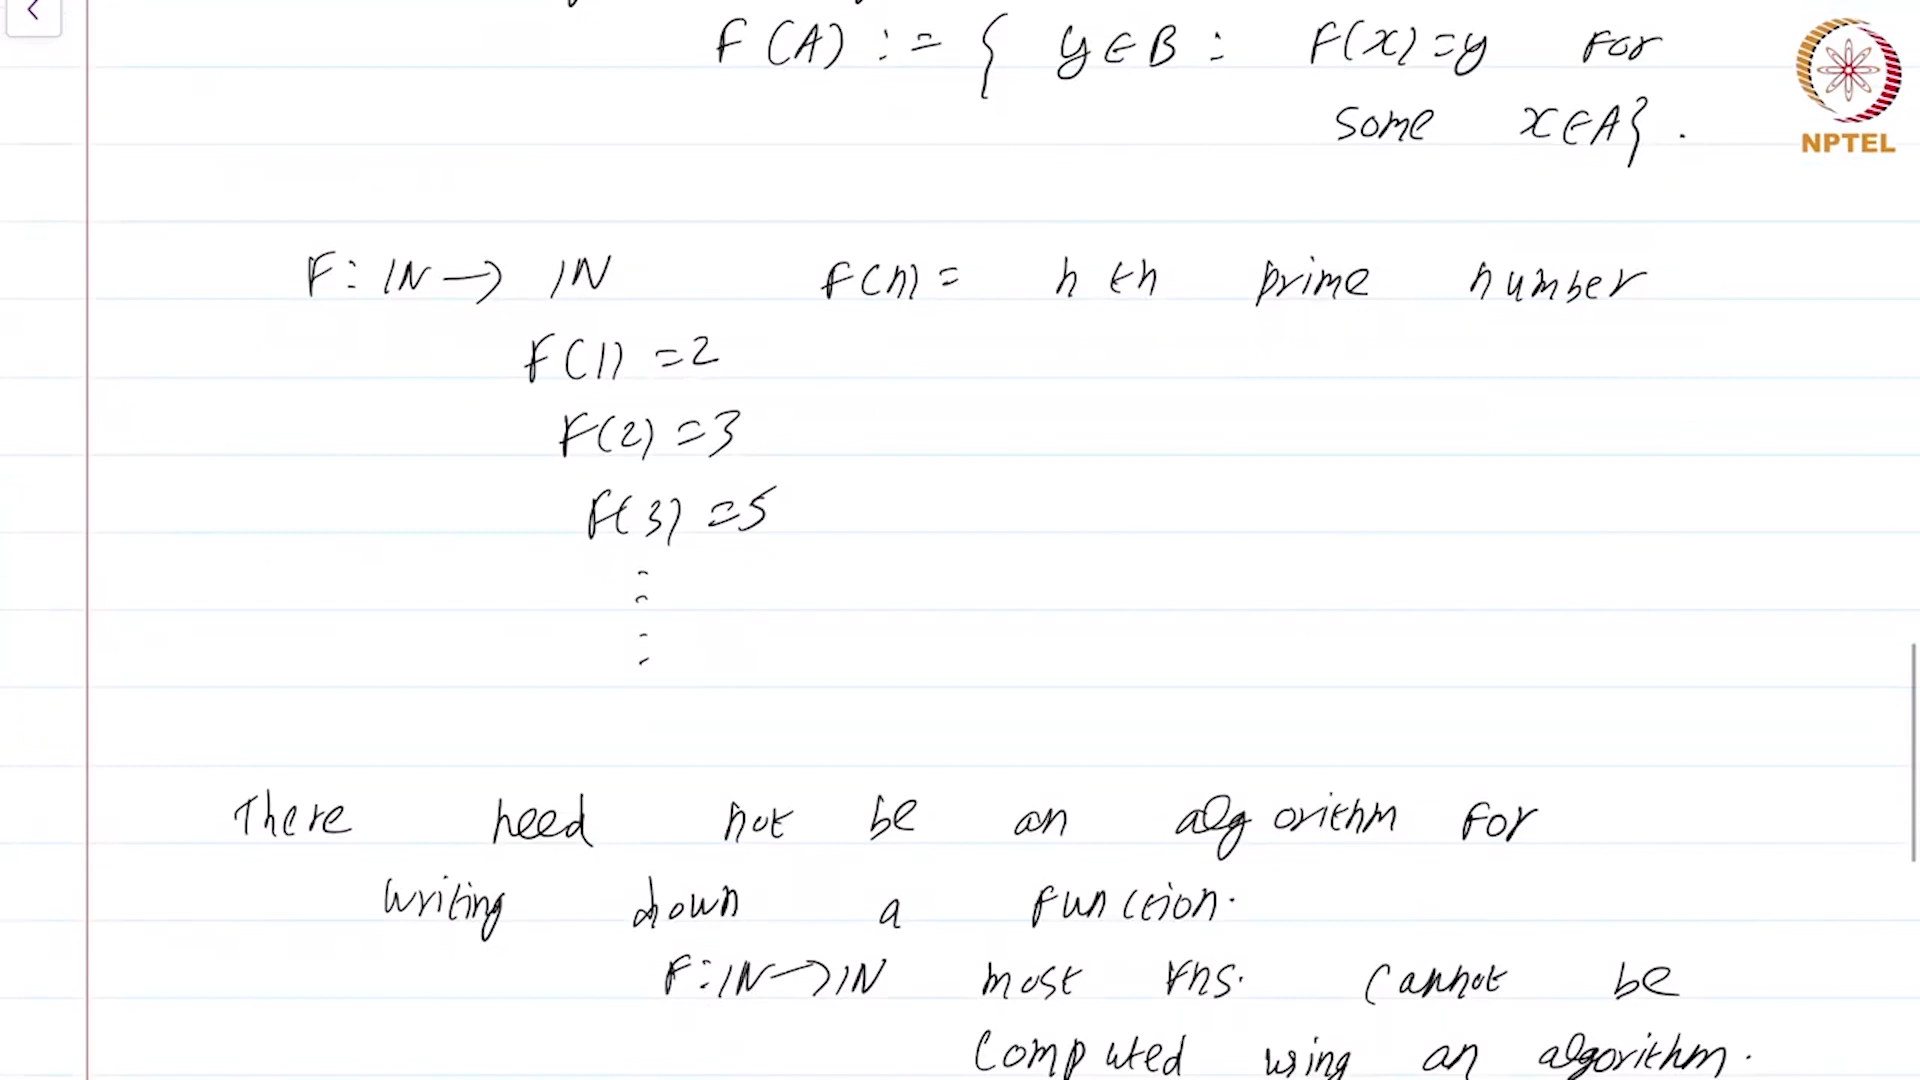 F(A) := { y∈B : F(x)=y For
some x∈A} .
NPTEL
F: IN → IN F(n) = nth prime number
F(1) = 2
F(2) = 3
F(3) = 5
There need not be an algorithm For
writing down a Function.
F: IN → IN most Fns. cannot be
computed using an algorithm.